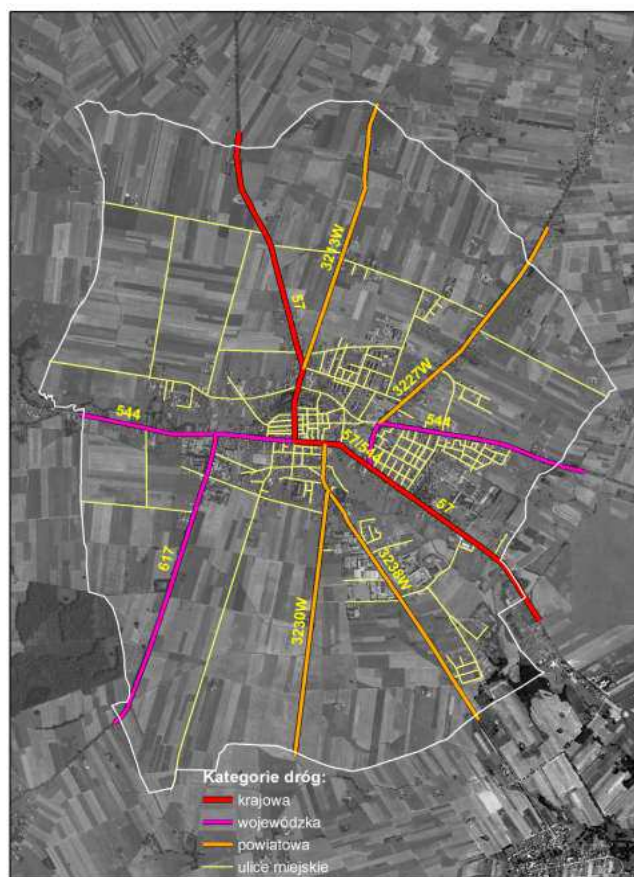 3213W
57
3227W
544
544
57/544
57
617
3238W
3230W
Kategorie dróg:
krajowa
wojewódzka
powiatowa
ulice miejskie